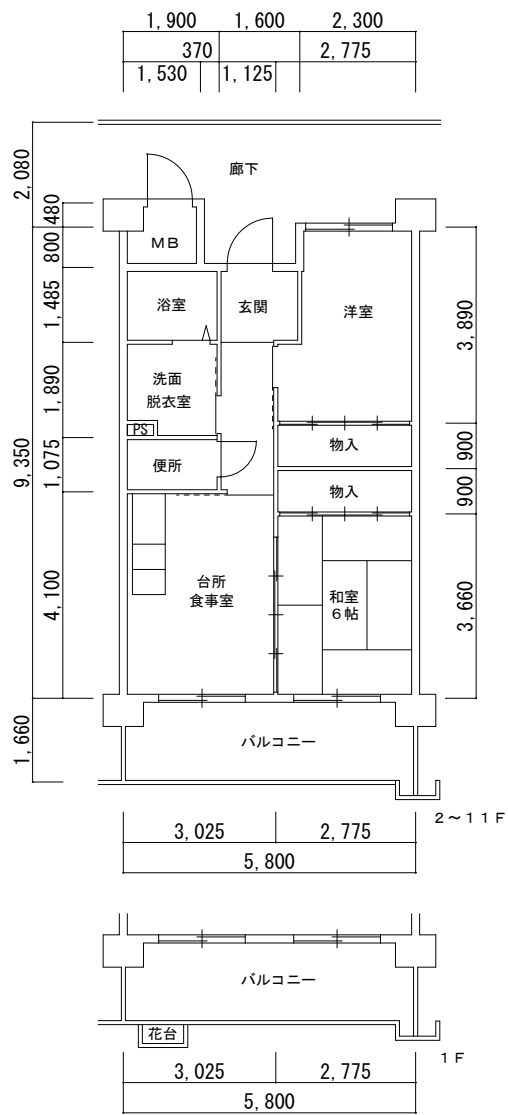 1,900 1,600 2,300
370 2,775
1,530 1,125
2,080
廊下
480
MB
800
浴室
玄関
洋室
1,485
3,890
洗面
脱衣室
1,890
PS
物入
900
便所
1,075
9,350
物入
900
台所
食事室
和室
6帖
4,100
3,660
バルコニー
1,660
2～11F
3,025 2,775
5,800
バルコニー
花台
1F
3,025 2,775
5,800